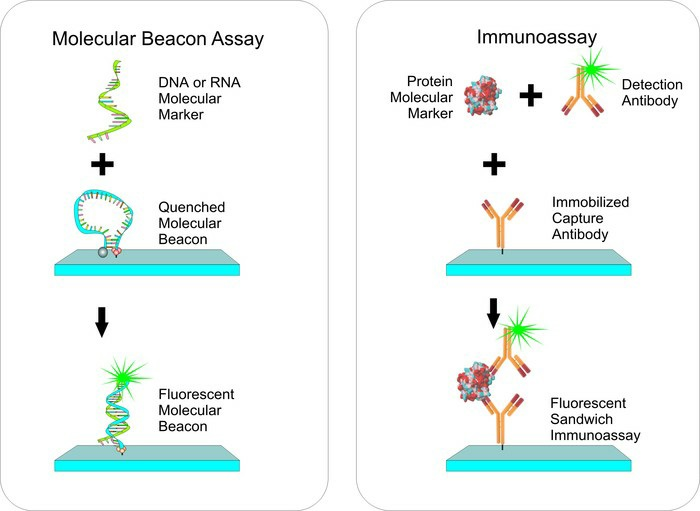 Molecular Beacon Assay
DNA or RNA
Molecular
Marker
Quenched
Molecular
Beacon
Fluorescent
Molecular
Beacon
Immunoassay
Protein
Molecular
Marker
Detection
Antibody
Immobilized
Capture
Antibody
Fluorescent
Sandwich
Immunoassay